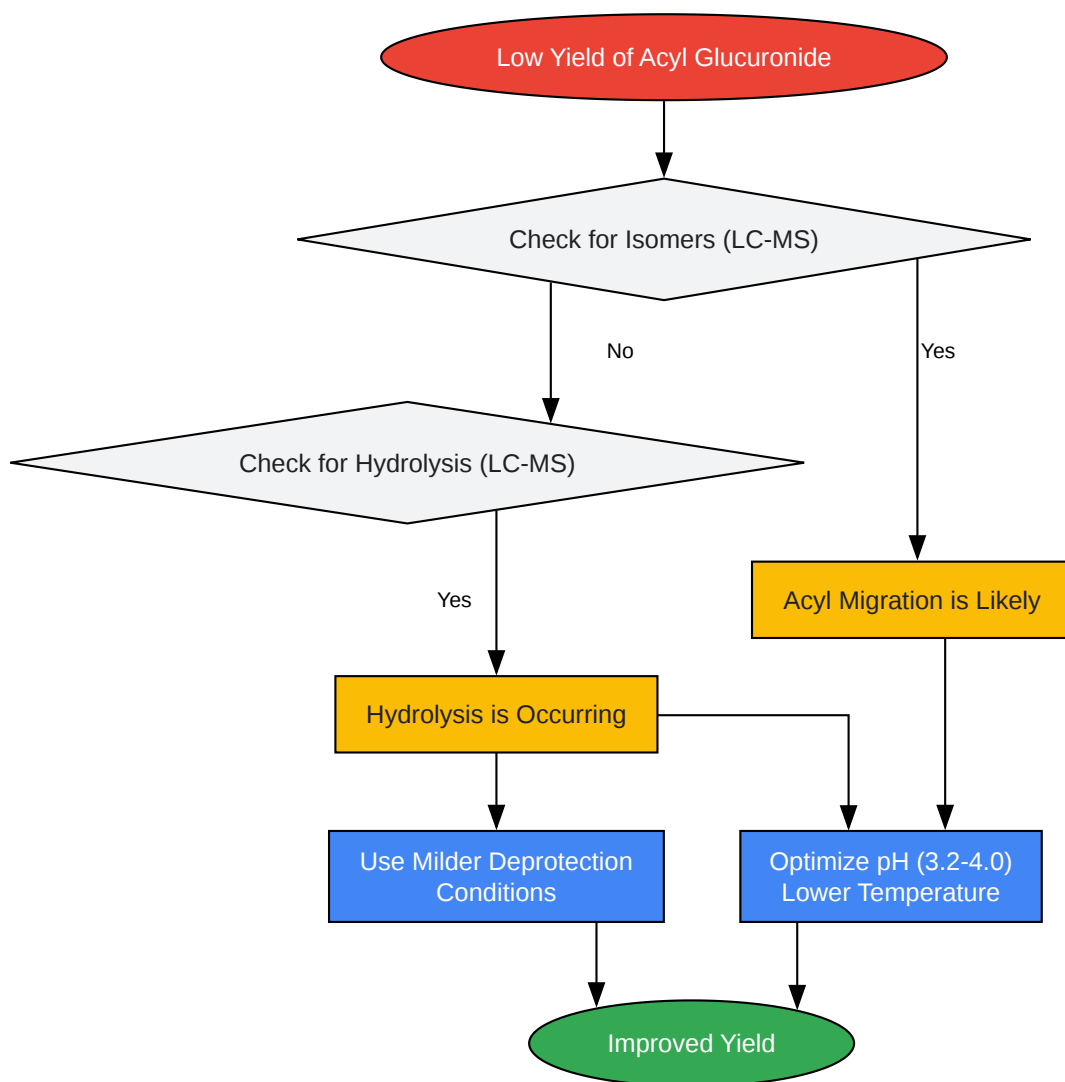 Low Yield of Acyl Glucuronide
Check for Isomers (LC-MS)
No
Yes
Check for Hydrolysis (LC-MS)
Yes
Acyl Migration is Likely
Hydrolysis is Occurring
Use Milder Deprotection
Conditions
Optimize pH (3.2-4.0)
Lower Temperature
Improved Yield